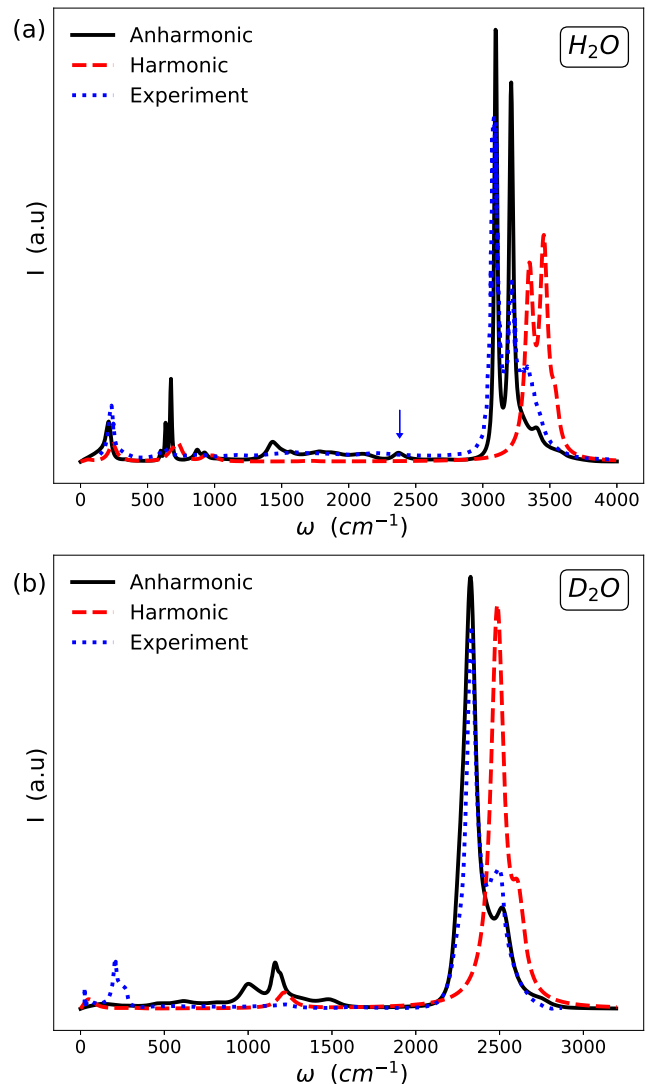 (a)
Anharmonic
Harmonic
Experiment
H₂O
I (a.u)
0 500 1000 1500 2000 2500 3000 3500 4000
ω (cm⁻¹)
(b)
Anharmonic
Harmonic
Experiment
D₂O
I (a.u)
0 500 1000 1500 2000 2500 3000
ω (cm⁻¹)